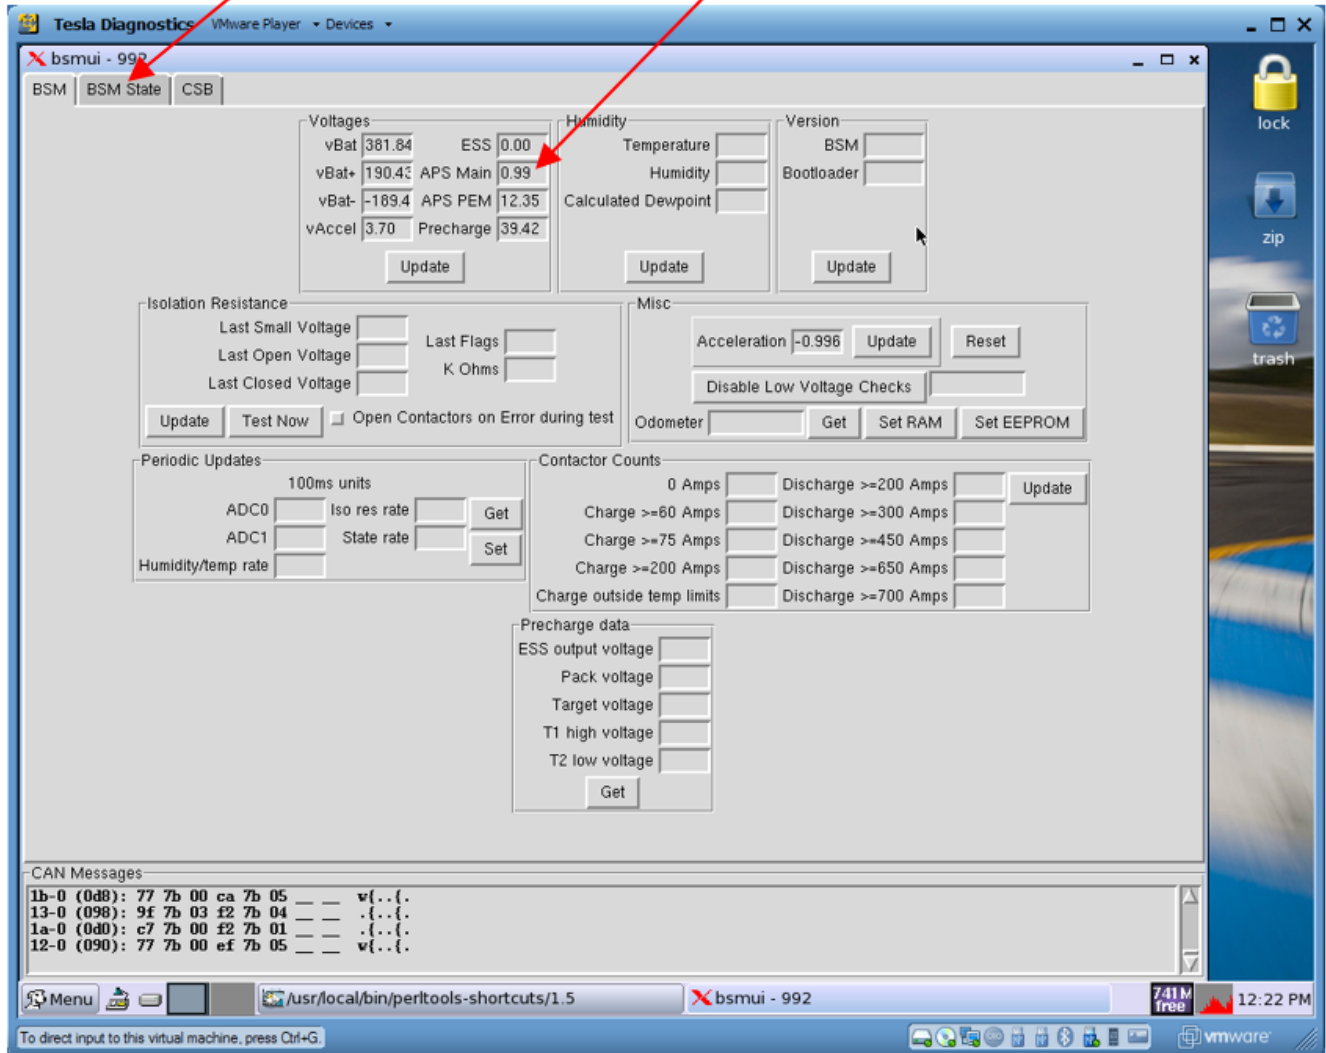 Tesla Diagnostics VMware Player Devices
bsmui - 992
BSM BSM State CSB
Voltages
vBat 381.84 ESS 0.00
vBat+ 190.43 APS Main 0.99
vBat- -189.4 APS PEM 12.35
vAccel 3.70 Precharge 39.42
Update
Humidity
Temperature
Humidity
Calculated Dewpoint
Update
Version
BSM
Bootloader
Update
Isolation Resistance
Last Small Voltage
Last Open Voltage
Last Closed Voltage
Last Flags
K Ohms
Update Test Now Open Contactors on Error during test
Misc
Acceleration -0.996 Update Reset
Disable Low Voltage Checks
Odometer Get Set RAM Set EEPROM
Periodic Updates
100ms units
ADC0 Iso res rate Get
ADC1 State rate Set
Humidity/temp rate
Contactor Counts
0 Amps Discharge >=200 Amps Update
Charge >=60 Amps Discharge >=300 Amps
Charge >=75 Amps Discharge >=450 Amps
Charge >=200 Amps Discharge >=650 Amps
Charge outside temp limits Discharge >=700 Amps
Precharge data
ESS output voltage
Pack voltage
Target voltage
T1 high voltage
T2 low voltage
Get
CAN Messages
1b-0 (0d8): 77 7b 00 ca 7b 05 __ __ w{..{.
13-0 (098): 9f 7b 03 f2 7b 04 __ __ .{..{.
1a-0 (0d0): c7 7b 00 f2 7b 01 __ __ .{..{.
12-0 (090): 77 7b 00 ef 7b 05 __ __ w{..{.
lock
zip
trash
Menu /usr/local/bin/perltools-shortcuts/1.5 bsmui - 992 741M free 12:22 PM
To direct input to this virtual machine, press Ctrl+G. vmware